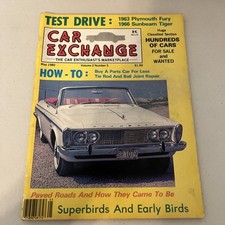 TEST DRIVE:
1963 Plymouth Fury
1966 Sunbeam Tiger
CAR
EXCHANGE
THE CAR ENTHUSIAST'S MARKETPLACE
Huge
Classified Section
HUNDREDS
OF CARS
FOR SALE
and
WANTED
May 1980
HOW-TO:
Buy A Parts Car For Less
Tie Rod And Ball Joint Repair
Paved Roads And How They Came To Be
Superbirds And Early Birds